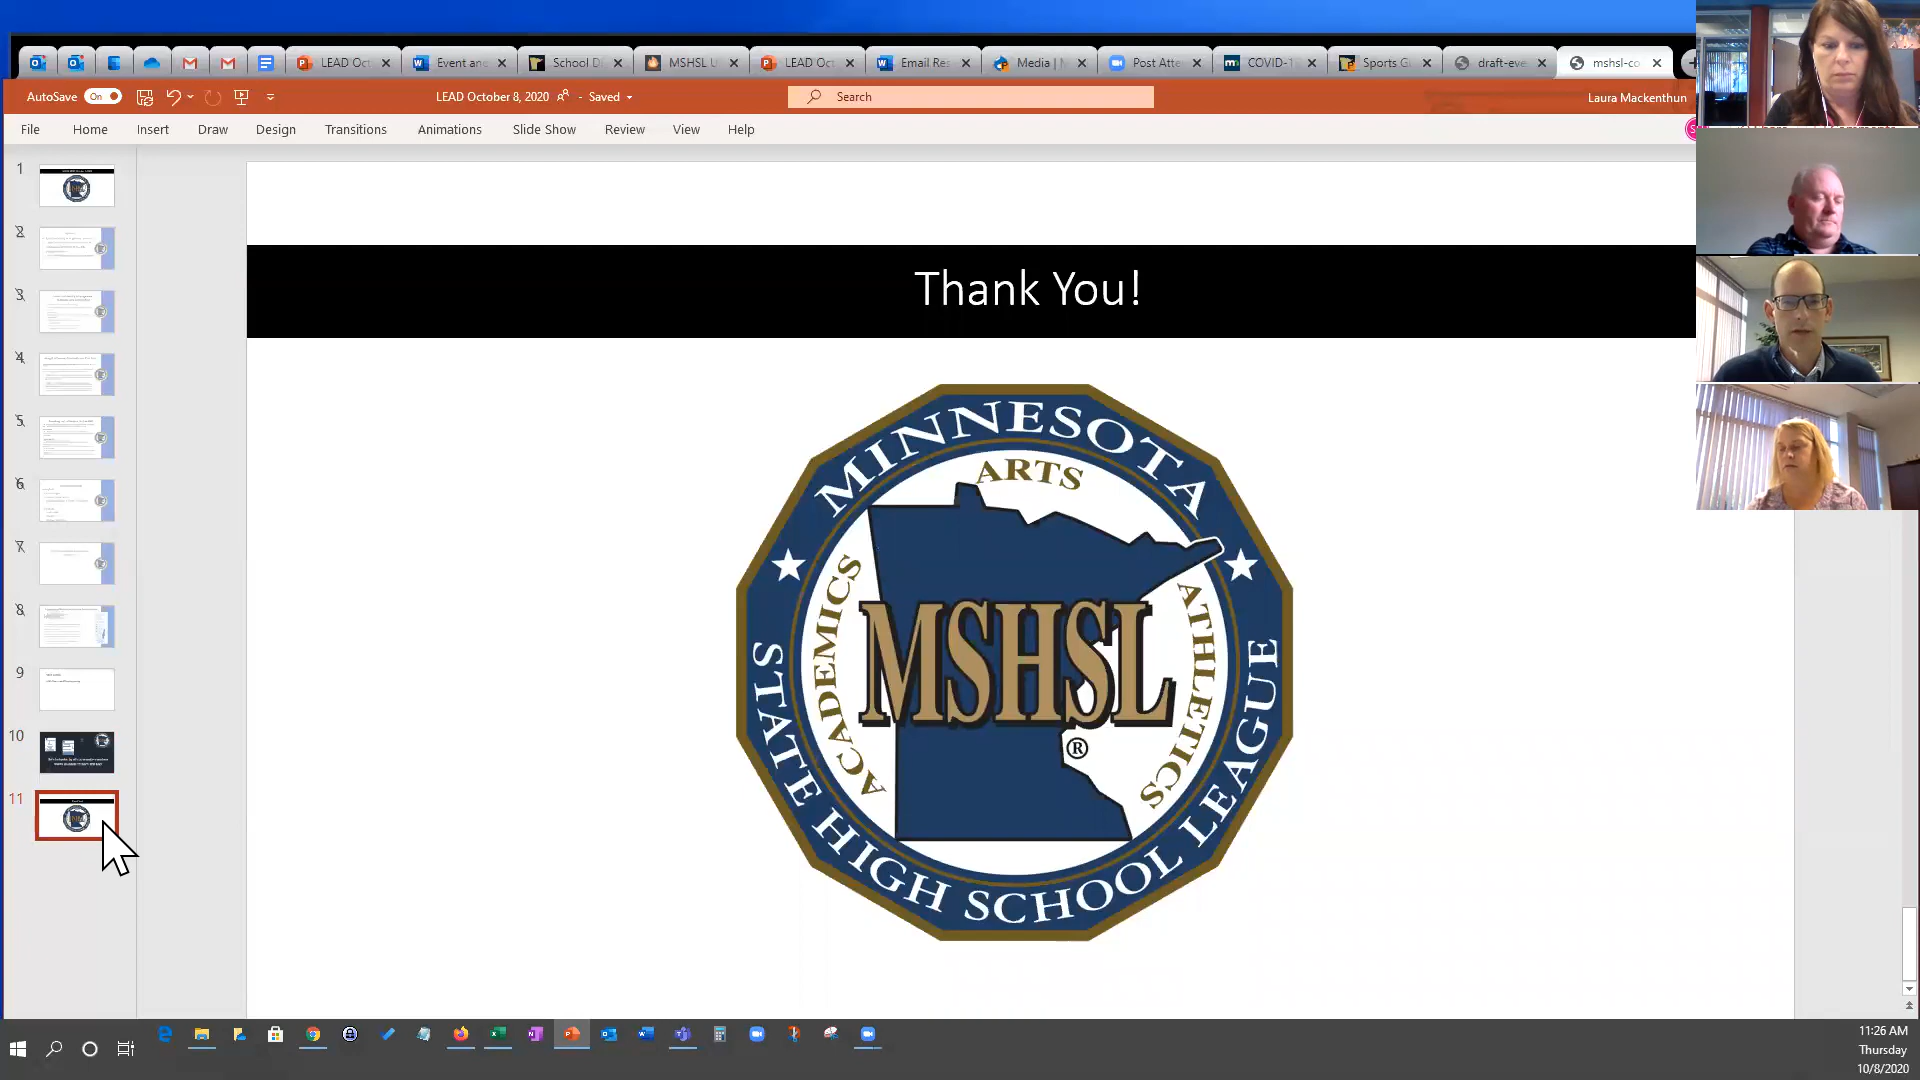 LEAD Oct
Event and
School D
MSHSL U
LEAD Oct
Email Res
Media | M
Post Atte
COVID-1
Sports G
draft-eve
mshsl-co
AutoSave On
LEAD October 8, 2020 - Saved
Search
Laura Mackenthun
File Home Insert Draw Design Transitions Animations Slide Show Review View Help
1
2
3
4
5
6
7
8
9
10
11
Thank You!
MINNESOTA
ARTS
ACADEMICS
ATHLETICS
MSHSL
®
STATE HIGH SCHOOL LEAGUE
11:26 AM
Thursday
10/8/2020